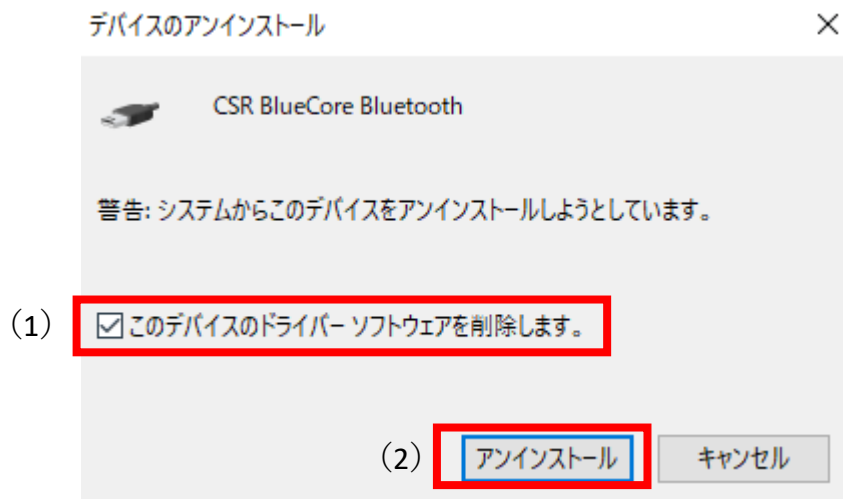 デバイスのアンインストール
CSR BlueCore Bluetooth
警告: システムからこのデバイスをアンインストールしようとしています。
（1） このデバイスのドライバー ソフトウェアを削除します。
（2） アンインストール キャンセル